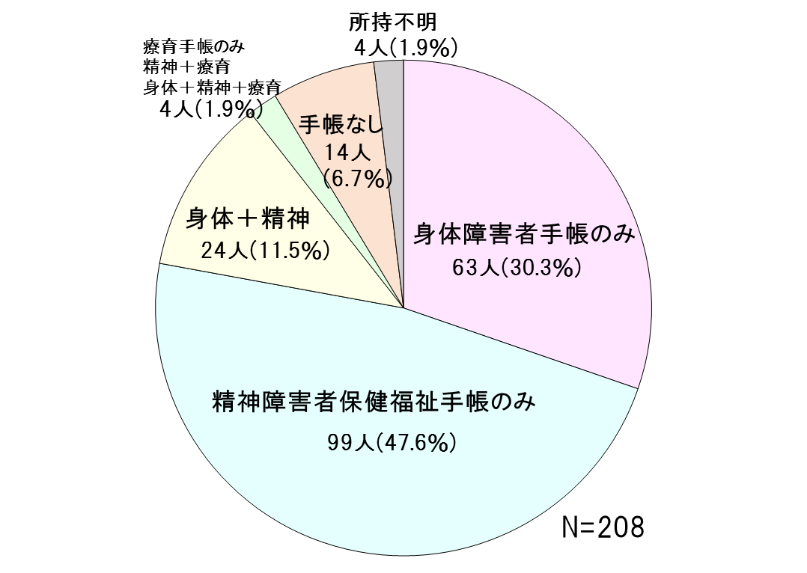 所持不明
4人(1.9%)
療育手帳のみ
精神＋療育
身体＋精神＋療育
4人(1.9%)
手帳なし
14人
(6.7%)
身体＋精神
24人(11.5%)
身体障害者手帳のみ
63人(30.3%)
精神障害者保健福祉手帳のみ
99人(47.6%)
N=208